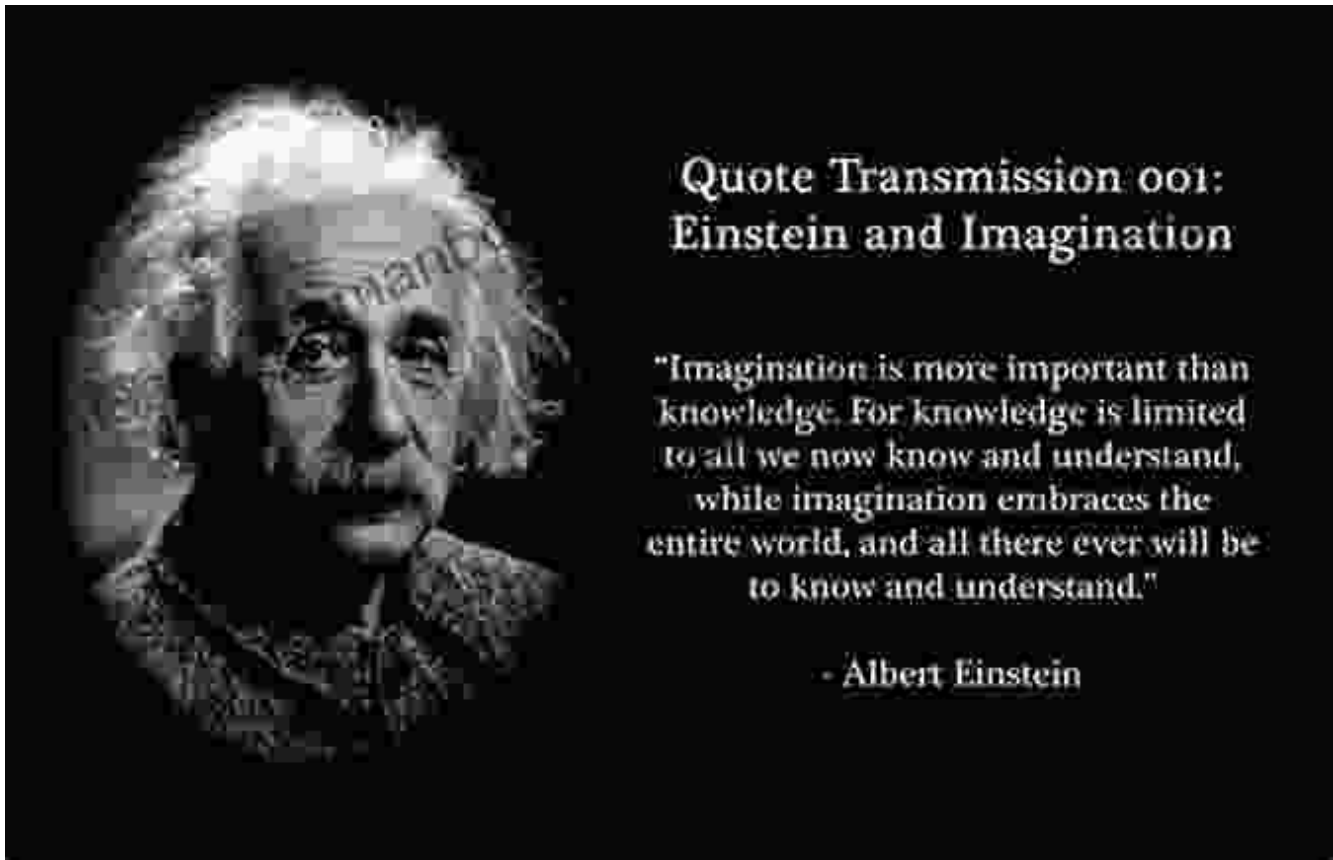 Quote Transmission 001:
Einstein and Imagination
"Imagination is more important than
knowledge. For knowledge is limited
to all we now know and understand,
while imagination embraces the
entire world, and all there ever will be
to know and understand."
- Albert Einstein